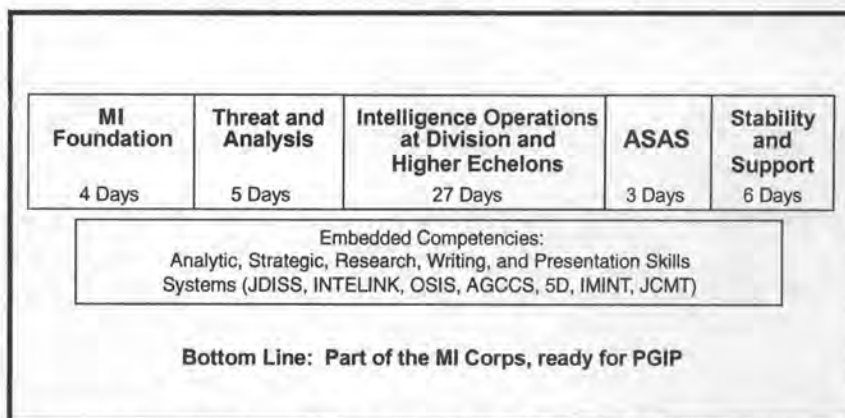 MI
Foundation
4 Days
Threat and
Analysis
5 Days
Intelligence Operations
at Division and
Higher Echelons
27 Days
ASAS
3 Days
Stability
and
Support
6 Days
Embedded Competencies:
Analytic, Strategic, Research, Writing, and Presentation Skills
Systems (JDISS, INTELINK, OSIS, AGCCS, 5D, IMINT, JCMT)
Bottom Line: Part of the MI Corps, ready for PGIP